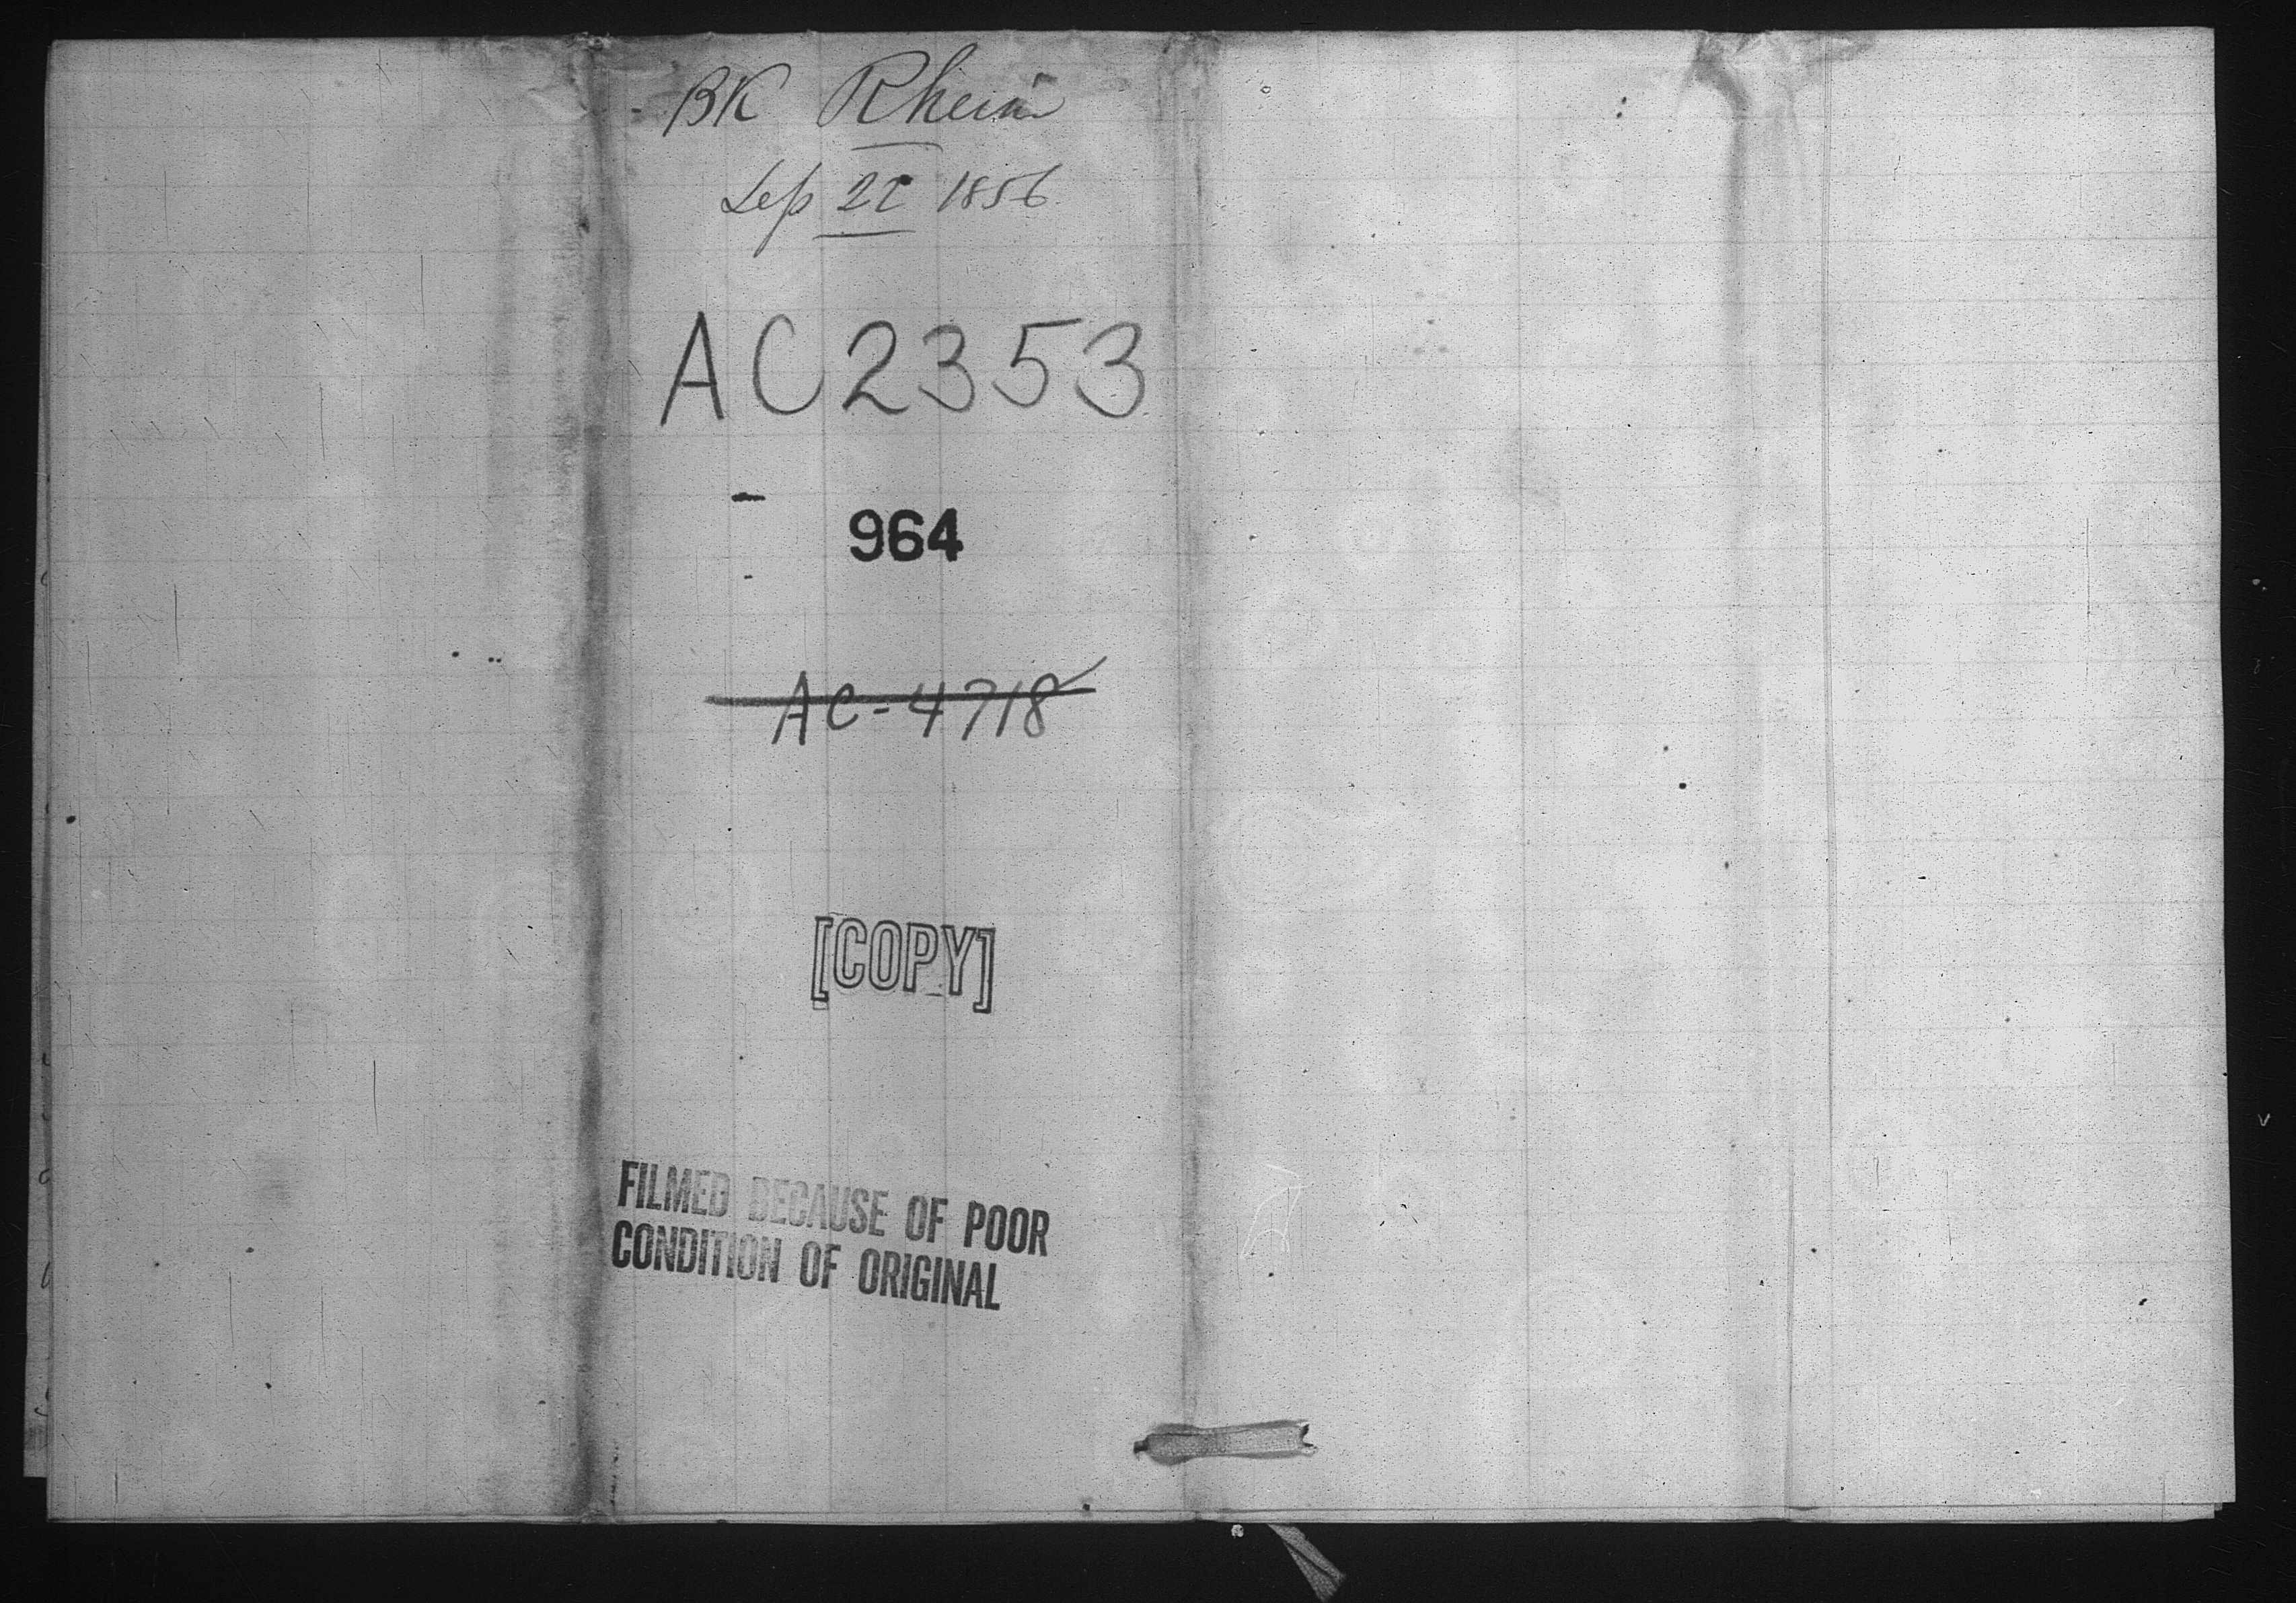 BK Rhein
Sep 22 1856
AC2353
964
AC-4718
[COPY]
FILMED BECAUSE OF POOR
CONDITION OF ORIGINAL